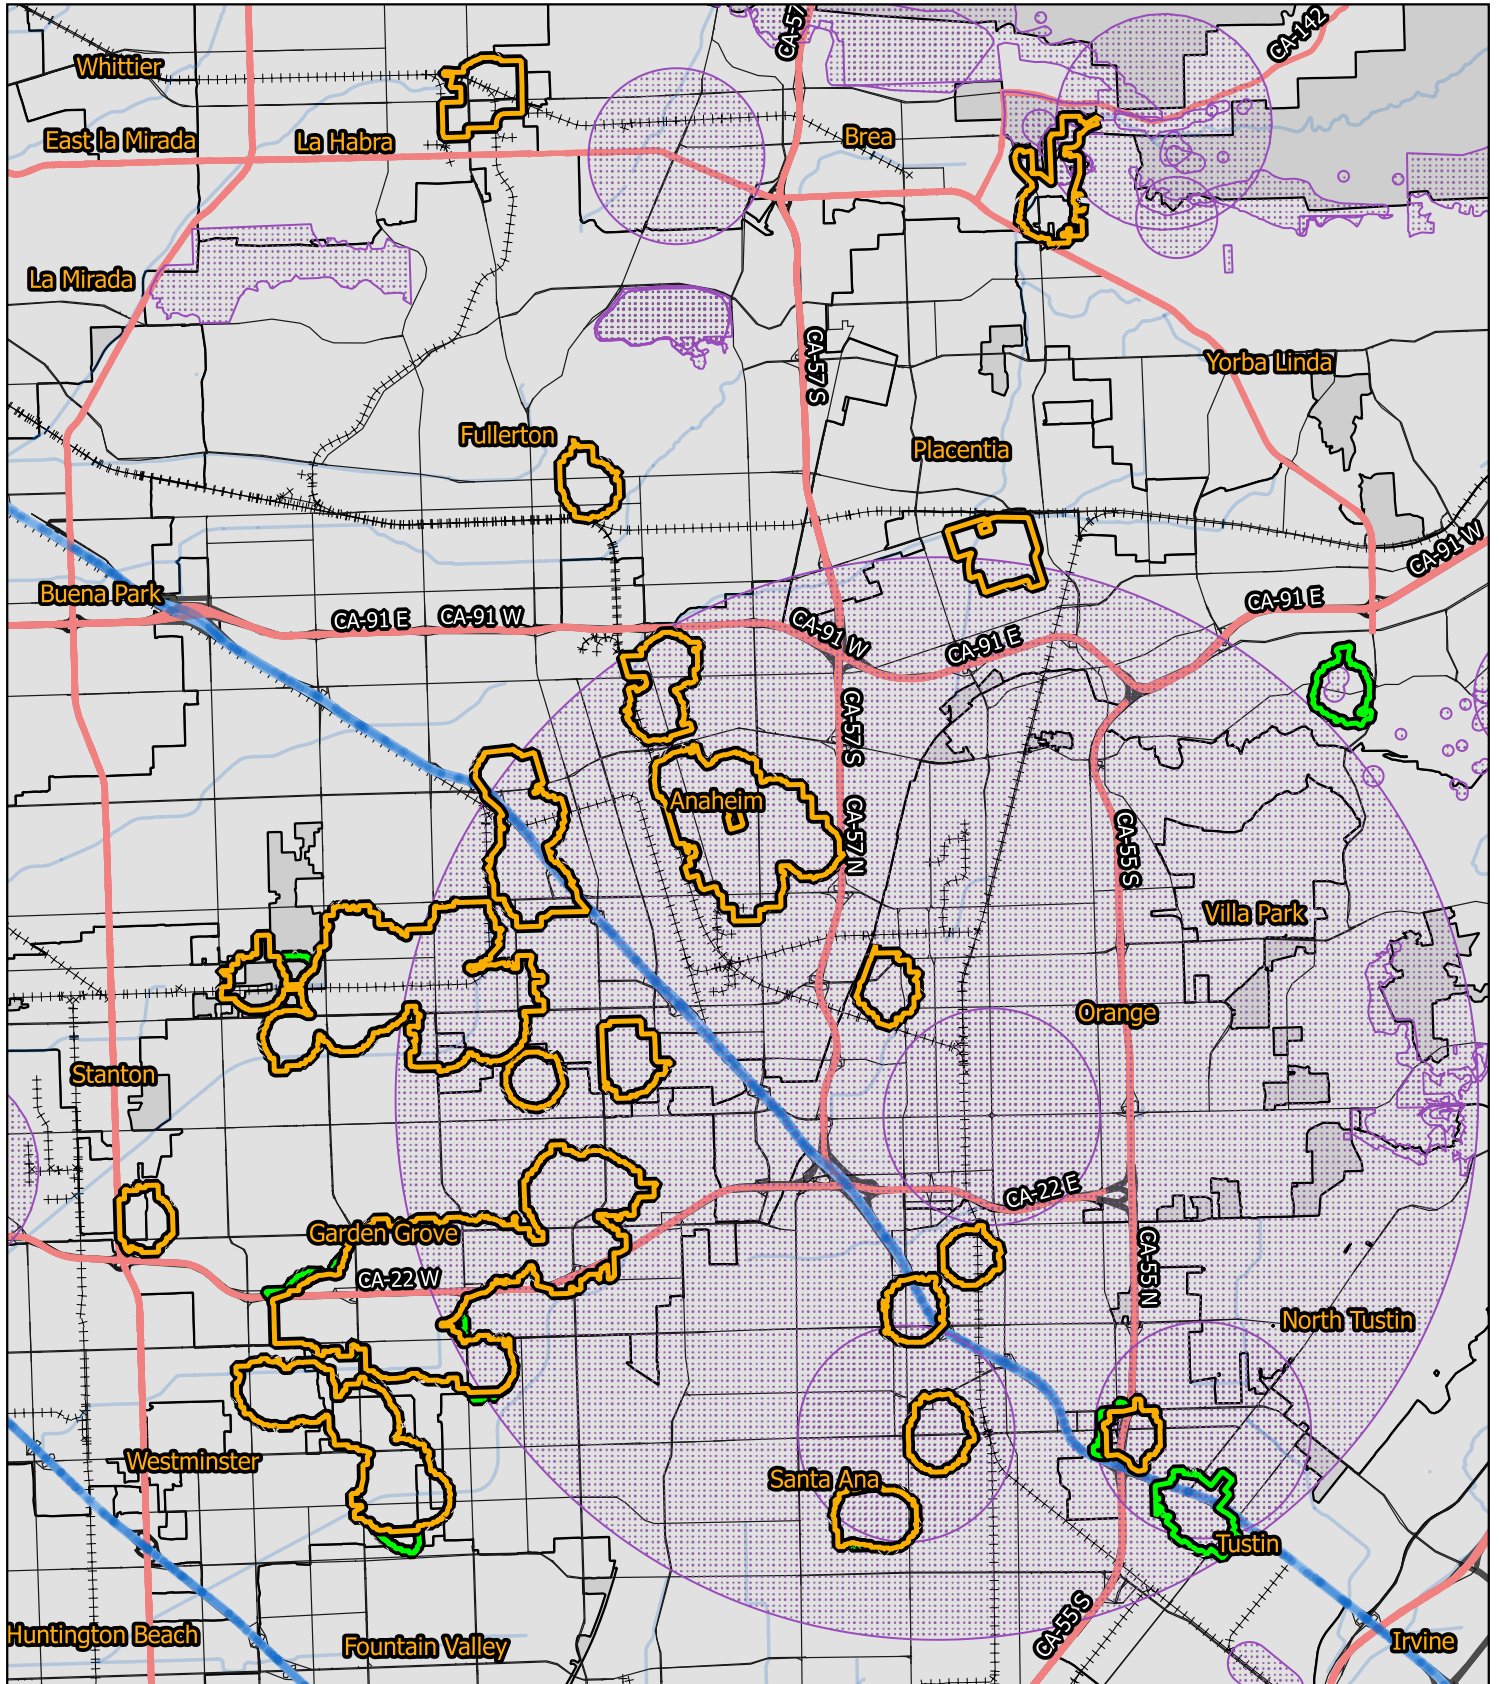 CA-57
CA-142
Whittier
East la Mirada
La Habra
Brea
La Mirada
CA-57 S
Yorba Linda
Fullerton
Placentia
CA-91 W
Buena Park
CA-91 E
CA-91 W
CA-91 W
CA-91 E
CA-91 E
CA-57 S
Anaheim
CA-57 N
CA-55 S
Villa Park
Orange
Stanton
CA-22 E
Garden Grove
CA-22 W
CA-55 N
North Tustin
Westminster
Santa Ana
Tustin
CA-55 S
Huntington Beach
Fountain Valley
Irvine